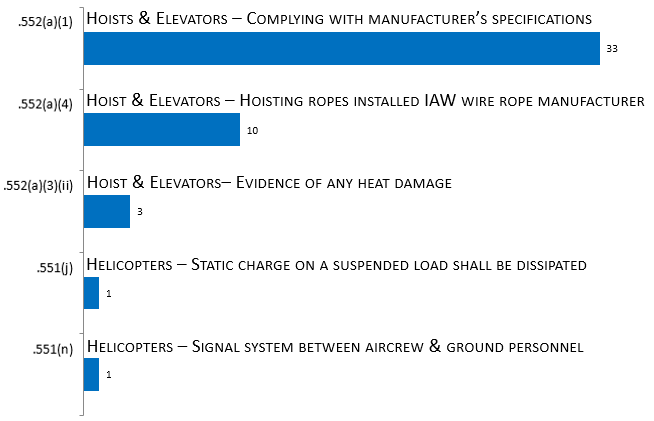 .552(a)(1) Hoists & Elevators – Complying with manufacturer’s specifications
33
.552(a)(4) Hoist & Elevators – Hoisting ropes installed IAW wire rope manufacturer
10
.552(a)(3)(ii) Hoist & Elevators– Evidence of any heat damage
3
.551(j) Helicopters – Static charge on a suspended load shall be dissipated
1
.551(n) Helicopters – Signal system between aircrew & ground personnel
1